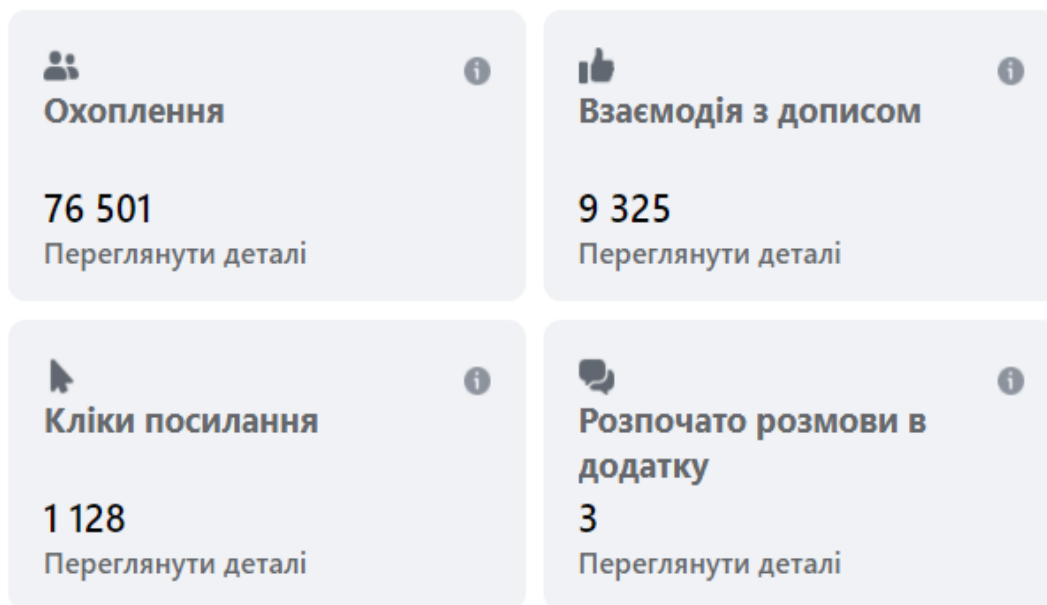 Охоплення
76 501
Переглянути деталі
Взаємодія з дописом
9 325
Переглянути деталі
Кліки посилання
1 128
Переглянути деталі
Розпочато розмови в
додатку
3
Переглянути деталі